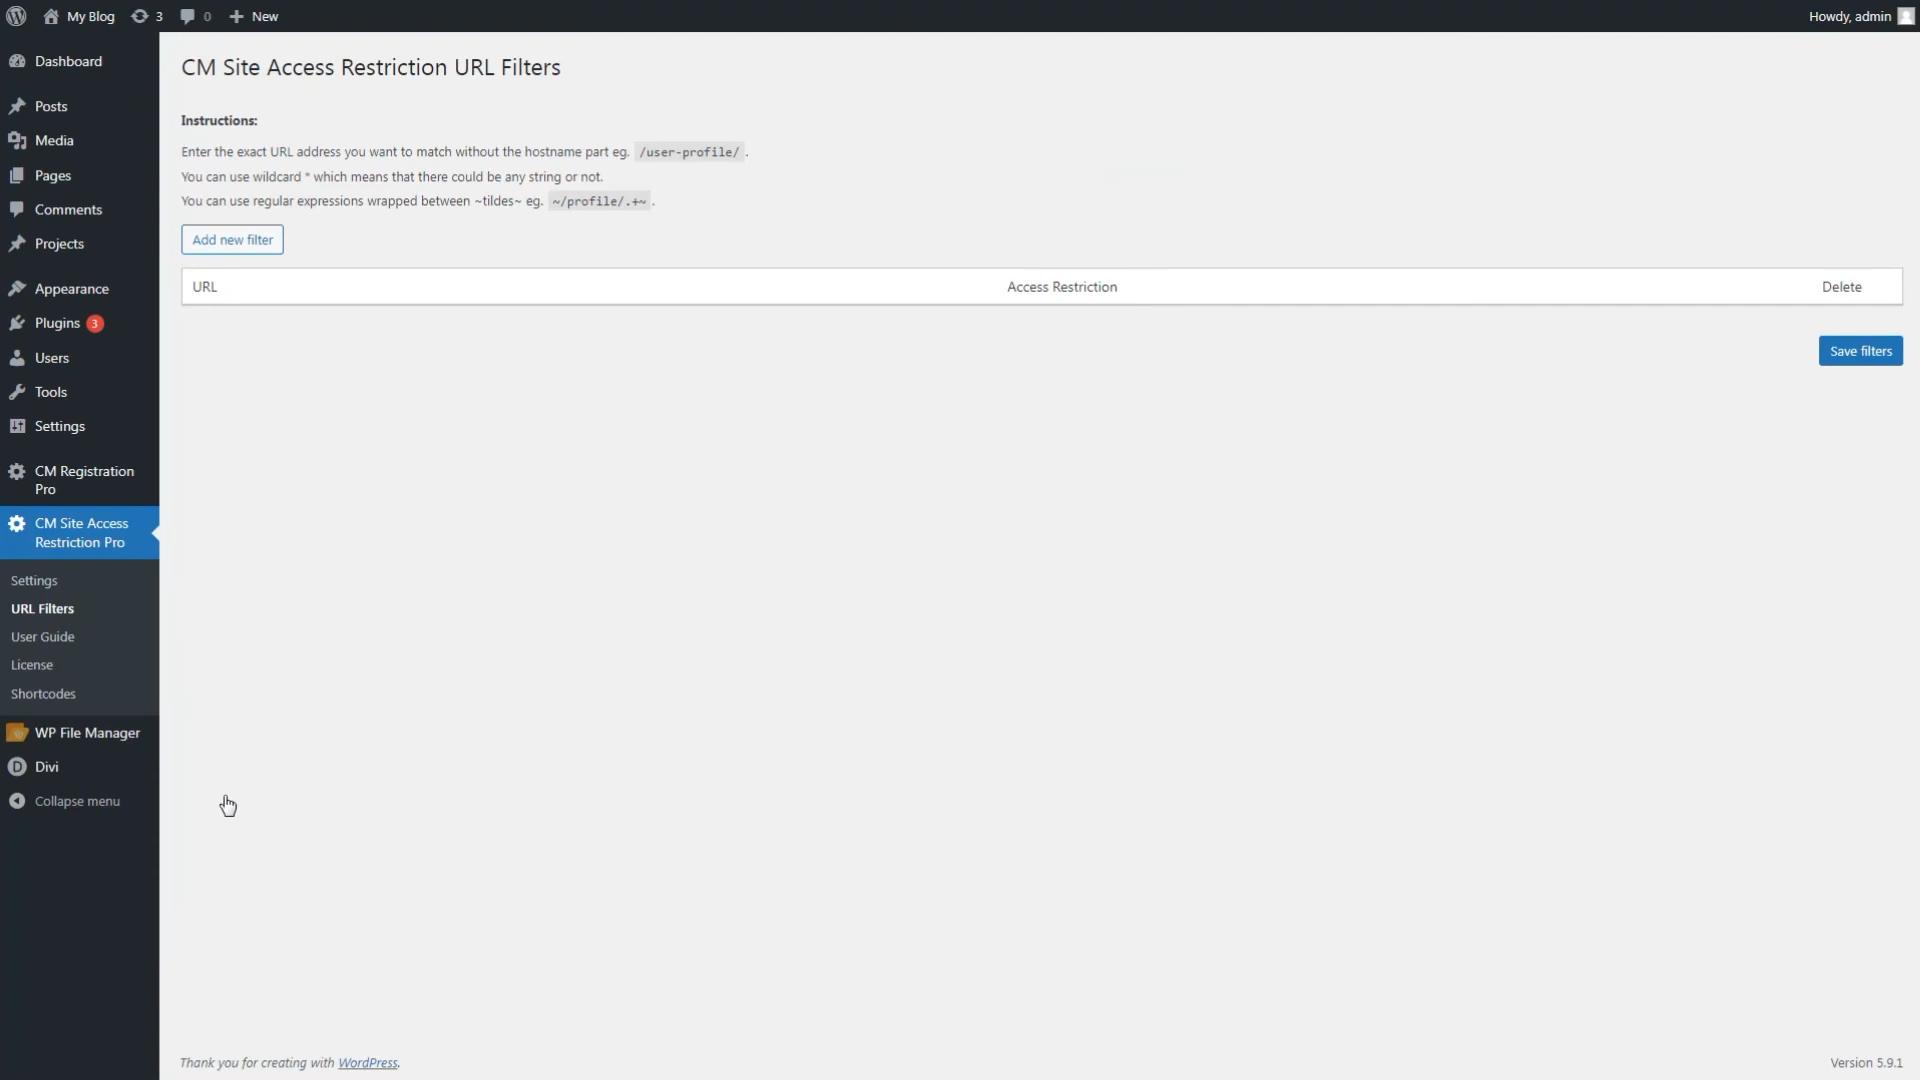 My Blog 3 0 New Howdy, admin
Dashboard
Posts
Media
Pages
Comments
Projects
Appearance
Plugins 3
Users
Tools
Settings
CM Registration
Pro
CM Site Access
Restriction Pro
Settings
URL Filters
User Guide
License
Shortcodes
WP File Manager
Divi
Collapse menu
CM Site Access Restriction URL Filters
Instructions:
Enter the exact URL address you want to match without the hostname part eg. /user-profile/ .
You can use wildcard * which means that there could be any string or not.
You can use regular expressions wrapped between ~tildes~ eg. ~/profile/.+~ .
Add new filter
URL Access Restriction Delete
Save filters
Thank you for creating with WordPress. Version 5.9.1